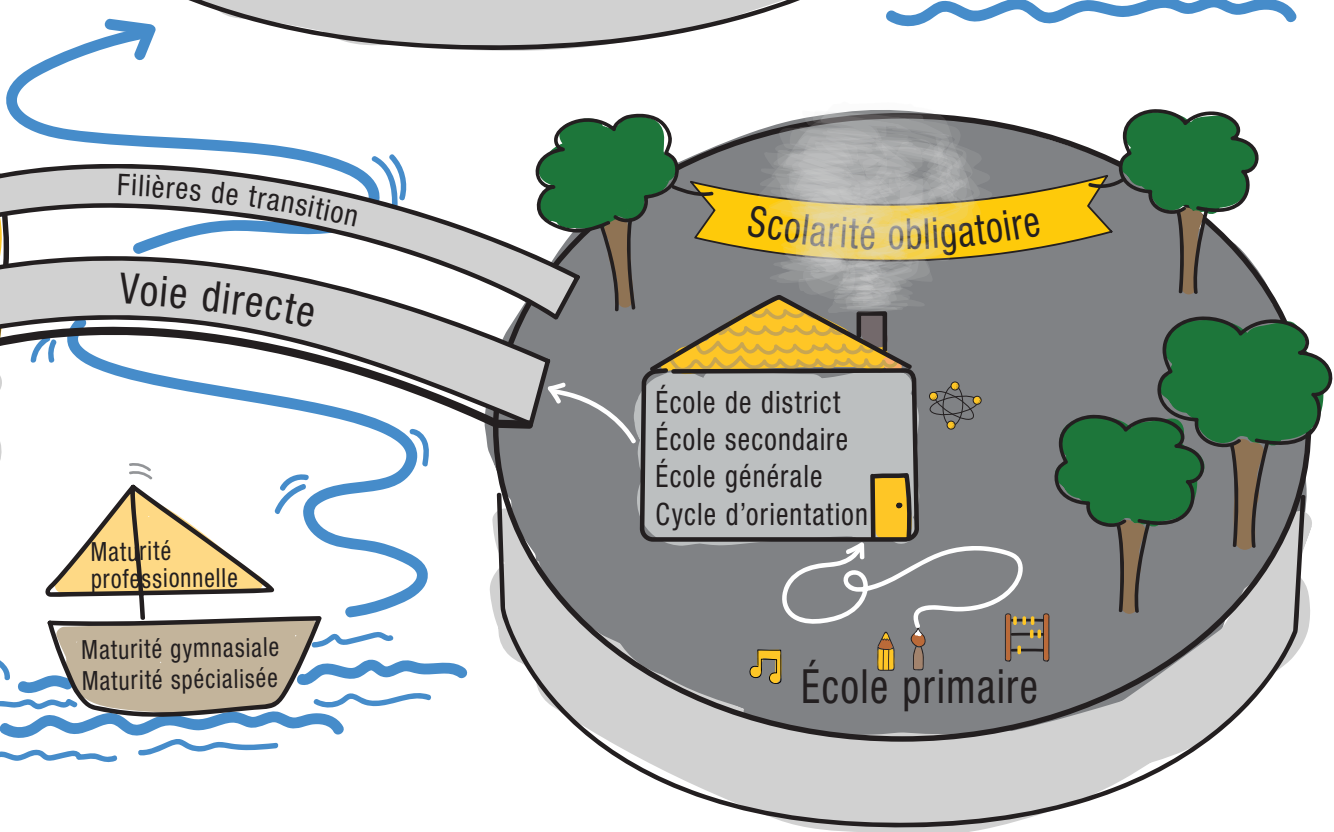 Filières de transition
Scolarité obligatoire
Voie directe
École de district
École secondaire
École générale
Cycle d'orientation
Maturité
professionnelle
Maturité gymnasiale
Maturité spécialisée
École primaire